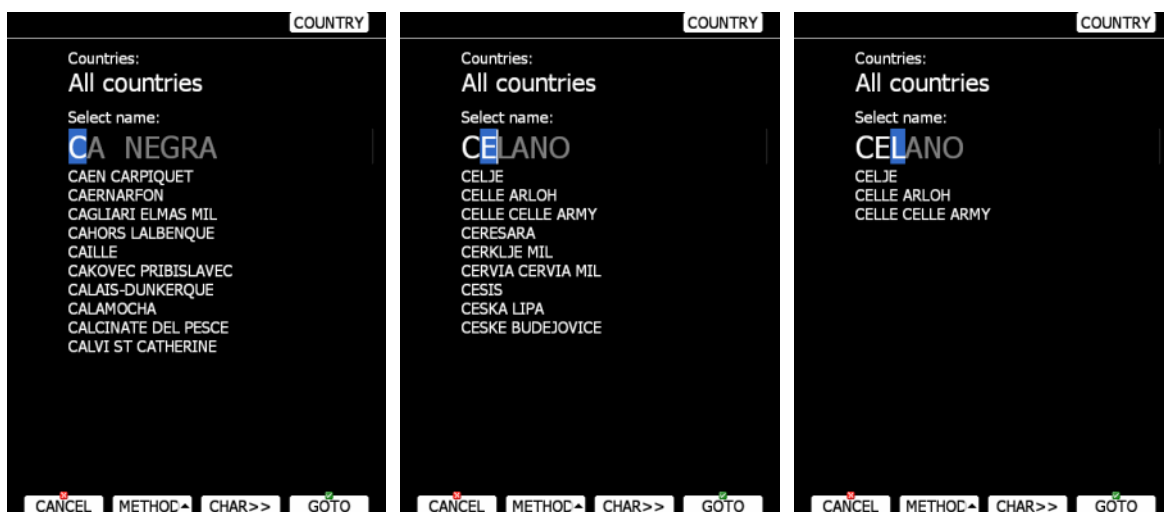 COUNTRY
Countries:
All countries
Select name:
CA NEGRA
CAEN CARPIQUET
CAERNARFON
CAGLIARI ELMAS MIL
CAHORS LALBENQUE
CAILLE
CAKOVEC PRIBISLAVEC
CALAIS-DUNKERQUE
CALAMOCHA
CALCINATE DEL PESCE
CALVI ST CATHERINE
CANCEL METHOD CHAR>> GOTO
COUNTRY
Countries:
All countries
Select name:
CELANO
CELJE
CELLE ARLOH
CELLE CELLE ARMY
CERESARA
CERKLJE MIL
CERVIA CERVIA MIL
CESIS
CESKA LIPA
CESKE BUDEJOVICE
CANCEL METHOD CHAR>> GOTO
COUNTRY
Countries:
All countries
Select name:
CELANO
CELJE
CELLE ARLOH
CELLE CELLE ARMY
CANCEL METHOD CHAR>> GOTO